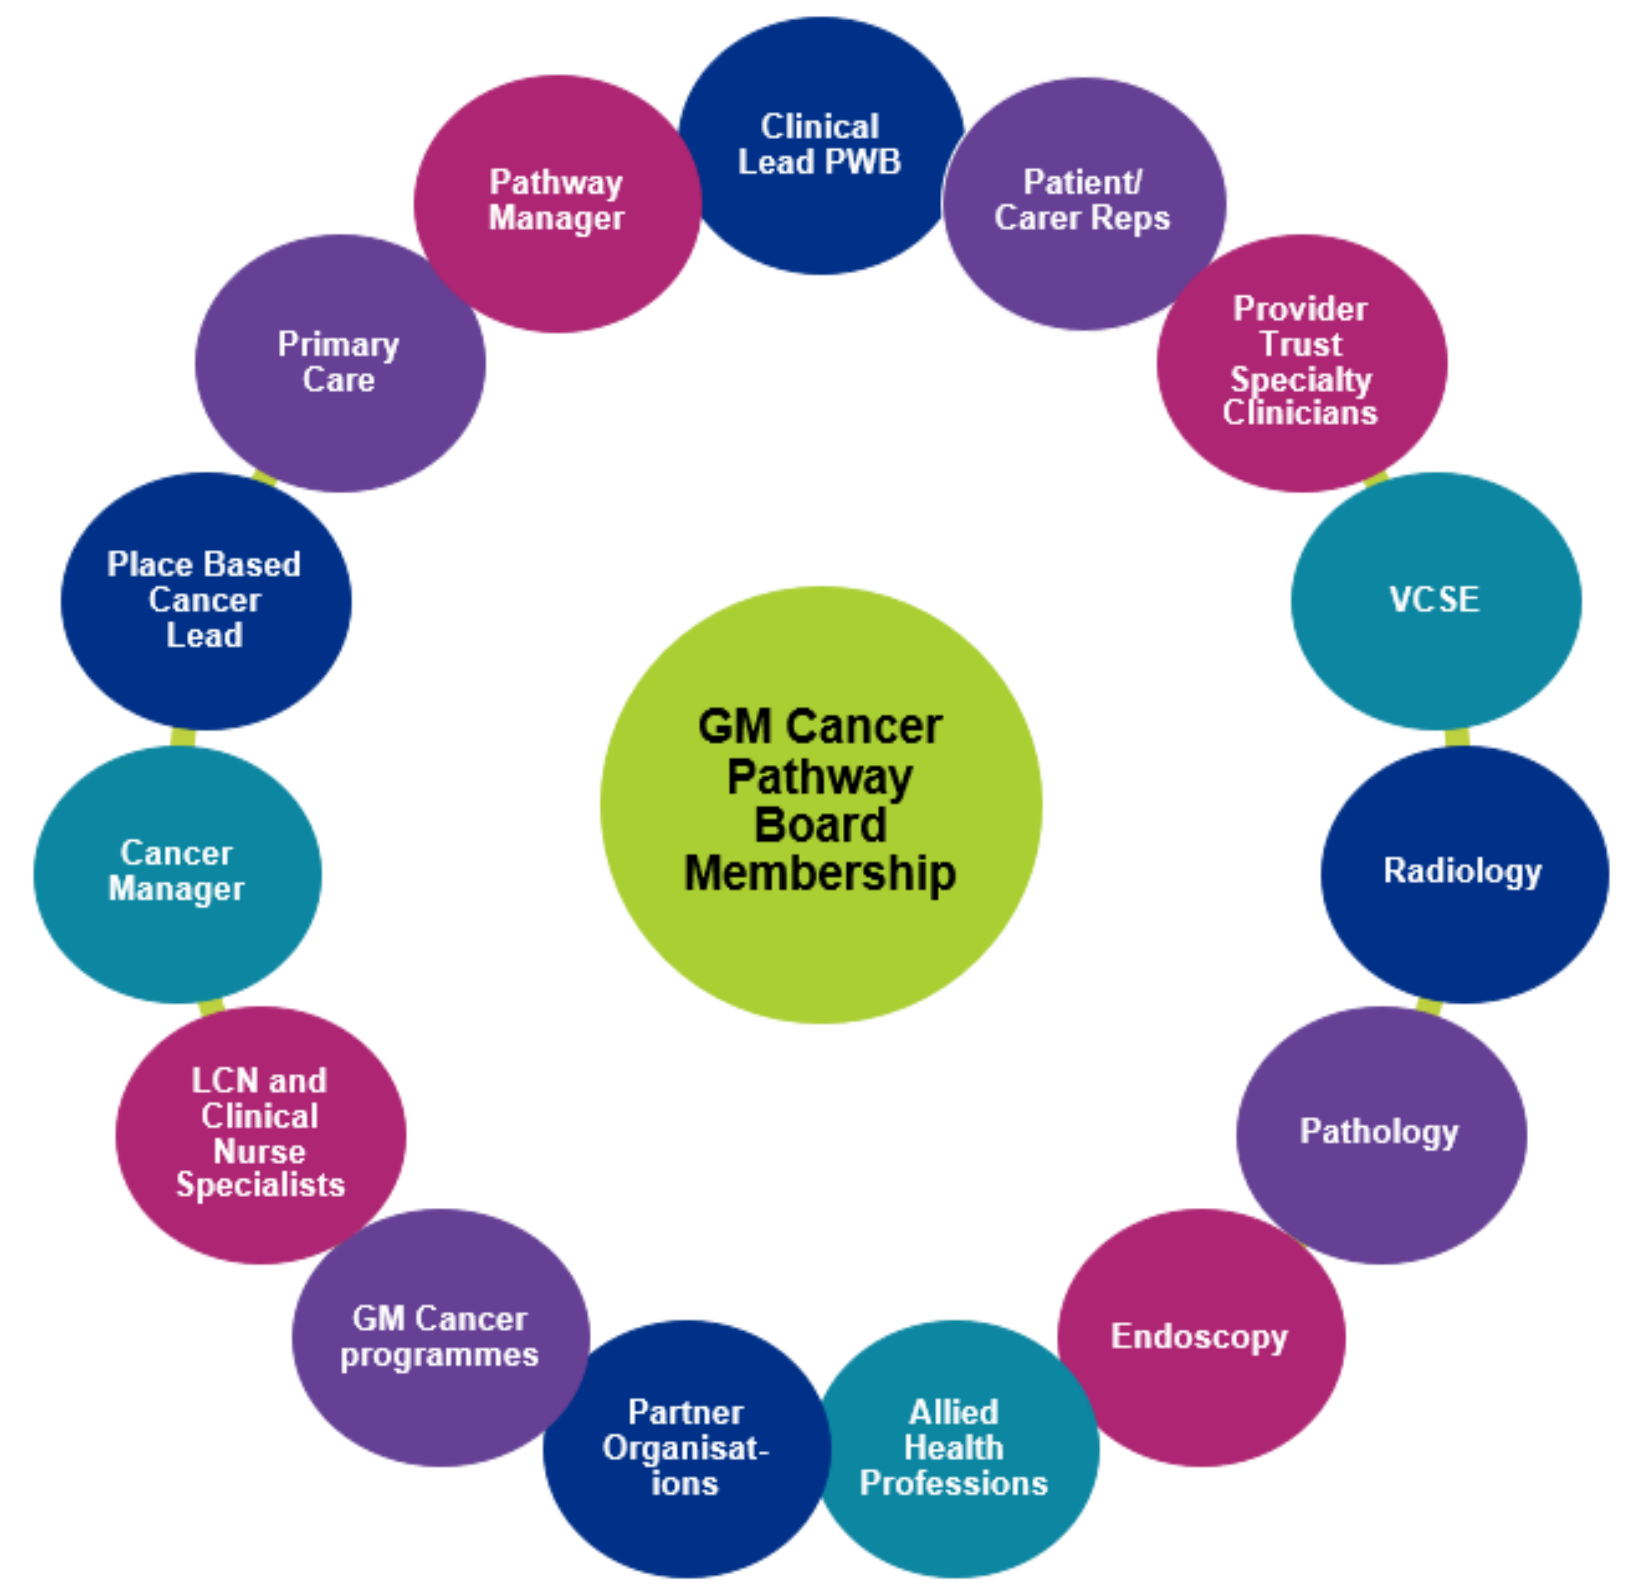 Clinical
Lead PWB
Patient/
Carer Reps
Provider
Trust
Specialty
Clinicians
VCSE
Radiology
Pathology
Endoscopy
Allied
Health
Professions
Partner
Organisat-
ions
GM Cancer
programmes
LCN and
Clinical
Nurse
Specialists
Cancer
Manager
Place Based
Cancer
Lead
Primary
Care
Pathway
Manager
GM Cancer
Pathway
Board
Membership